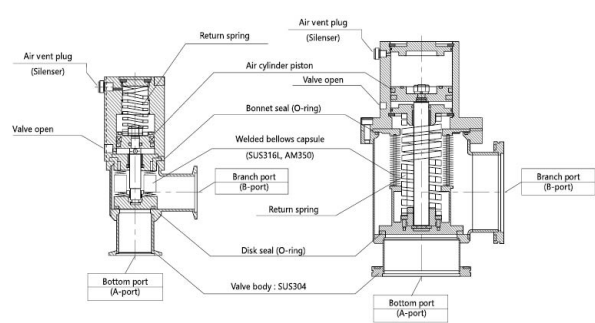 Air vent plug
(Silenser)
Return spring
Air vent plug
(Silenser)
Air cylinder piston
Valve open
Valve open
Bonnet seal (O-ring)
Welded bellows capsule
(SUS316L, AM350)
Branch port
(B-port)
Branch port
(B-port)
Return spring
Disk seal (O-ring)
Bottom port
(A-port)
Valve body : SUS304
Bottom port
(A-port)